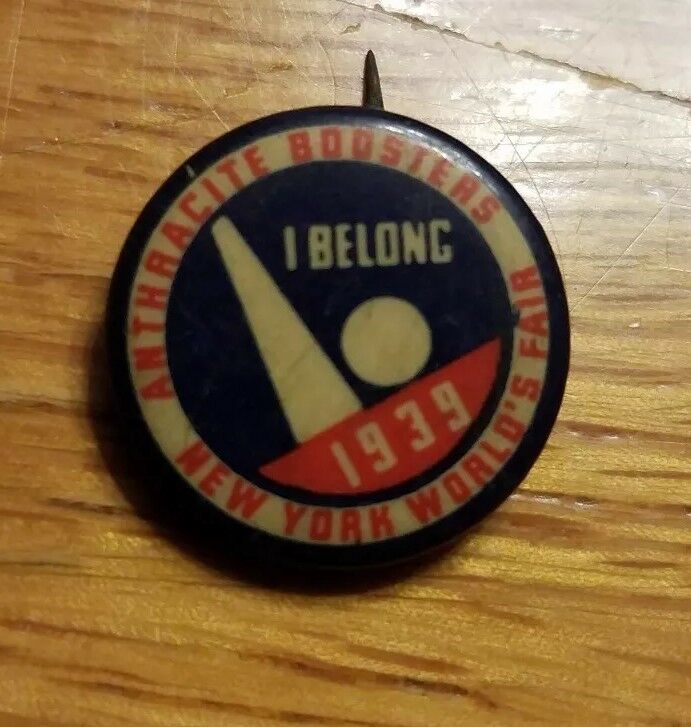 ANTHRACITE BOOSTERS
I BELONG
1939
NEW YORK WORLD'S FAIR